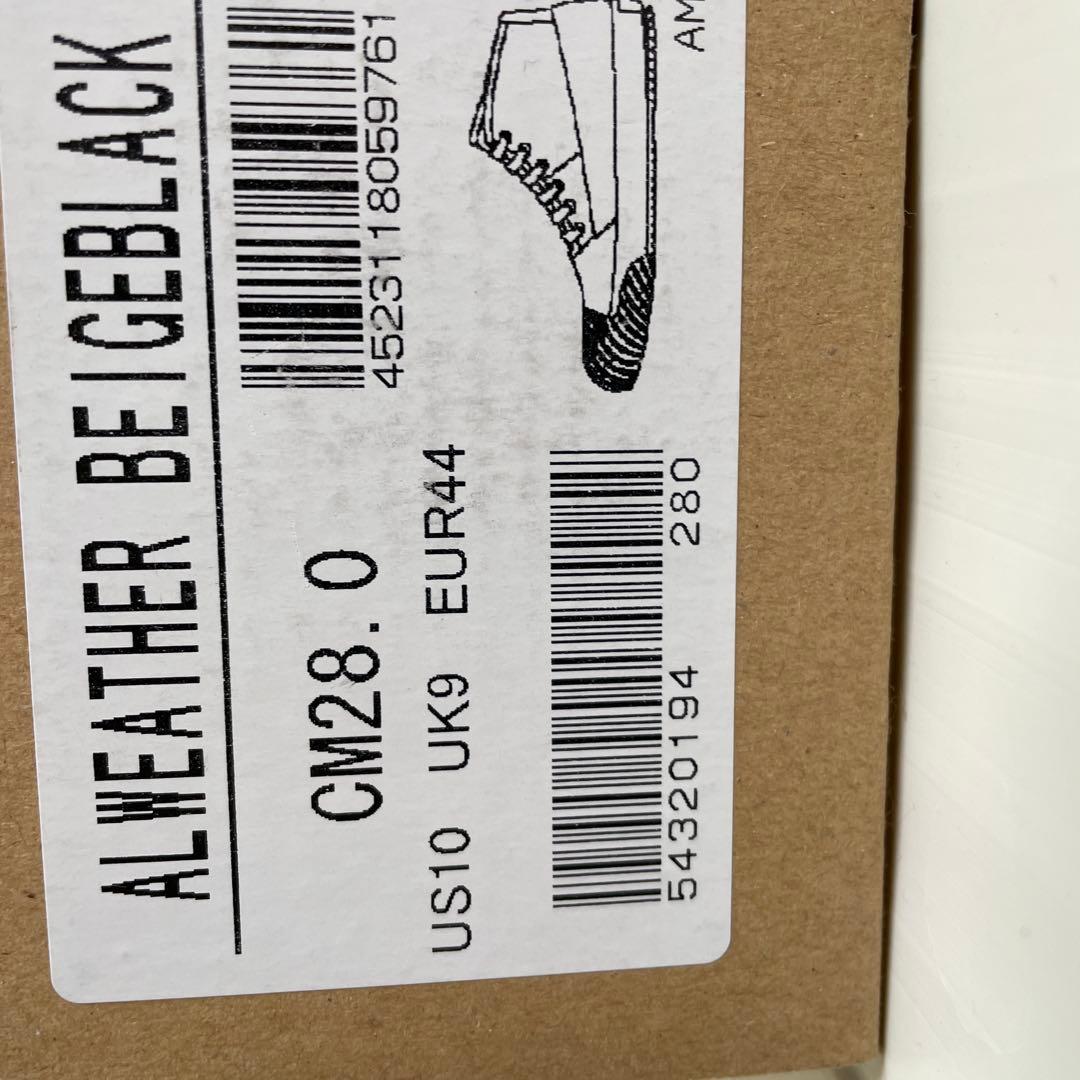 ALWEATHER BEIGEBLACK
4523118059761
CM28.0
US10 UK9 EUR44
AM
54320194 280